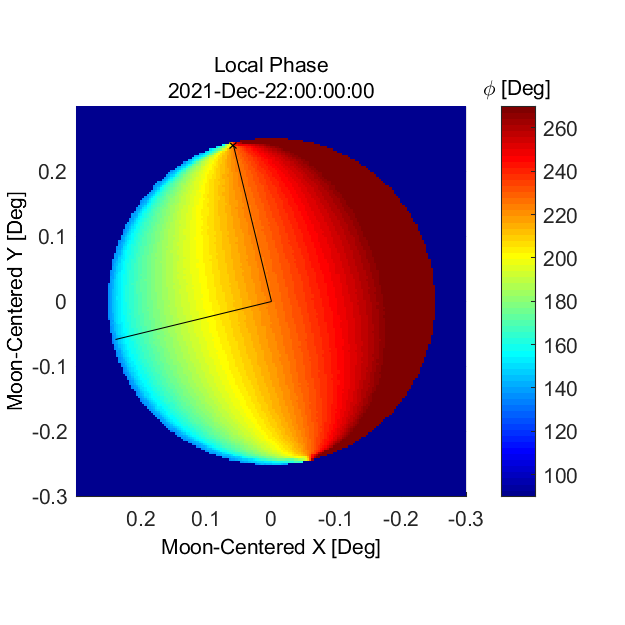 Local Phase
2021-Dec-22:00:00:00:00
ϕ [Deg]
Moon-Centered Y [Deg]
0.2
0.1
0
-0.1
-0.2
-0.3
0.2 0.1 0 -0.1 -0.2 -0.3
Moon-Centered X [Deg]
260
240
220
200
180
160
140
120
100